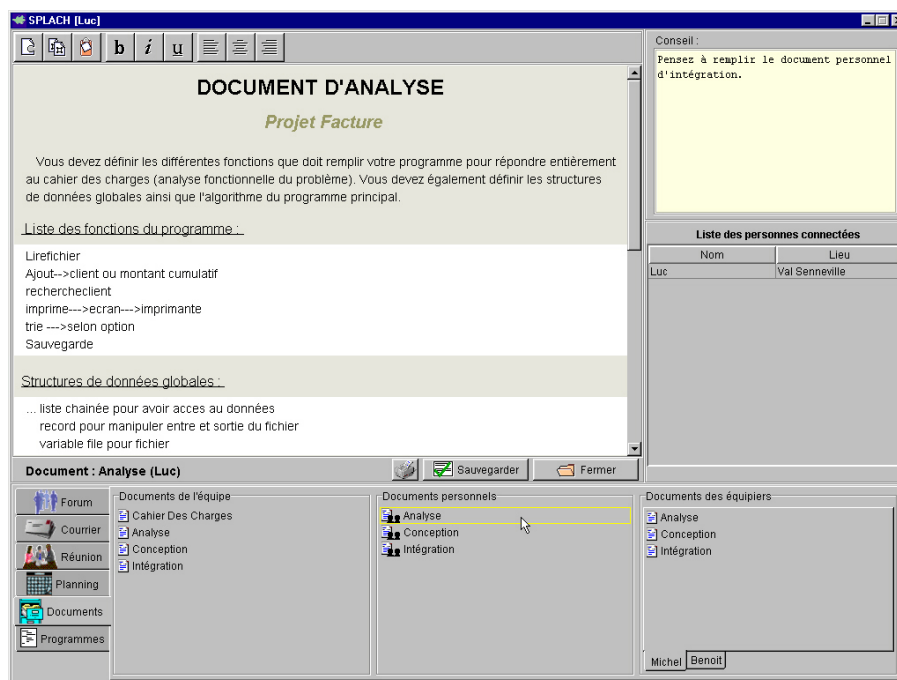 SPLACH [Luc]
b i u
DOCUMENT D'ANALYSE
Projet Facture
Vous devez définir les différentes fonctions que doit remplir votre programme pour répondre entièrement
au cahier des charges (analyse fonctionnelle du problème). Vous devez également définir les structures
de données globales ainsi que l'algorithme du programme principal.
Liste des fonctions du programme :
Lirefichier
Ajout-->client ou montant cumulatif
rechercheclient
imprime--->ecran--->imprimante
trie --->selon option
Sauvegarde
Structures de données globales :
... liste chainée pour avoir acces au données
record pour manipuler entre et sortie du fichier
variable file pour fichier
Document : Analyse (Luc)
Sauvegarder
Fermer
Conseil :
Pensez à remplir le document personnel
d'intégration.
Liste des personnes connectées
Nom Lieu
Luc Val Senneville
Forum
Courrier
Réunion
Planning
Documents
Programmes
Documents de l'équipe
Cahier Des Charges
Analyse
Conception
Intégration
Documents personnels
Analyse
Conception
Intégration
Documents des équipiers
Analyse
Conception
Intégration
Michel Benoit